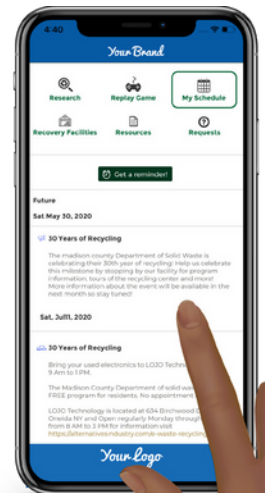 4:40
Your Brand
Research
Replay Game
My Schedule
Recovery Facilities
Resources
Requests
Get a reminder!
Future
Sat May 30, 2020
30 Years of Recycling
The madison county Department of Solid Waste is
celebrating their 30th year of recycling! Help us celebrate
this milestone by stopping by our facility for program
information, tours of the recycling center and more!
More information about the event will be available in the
next month so stay tuned!
Sat, Jul11, 2020
30 Years of Recycling
Bring your used electronics to LOJO Techn
9 Am to 1 PM.
The Madison County Department of solid was
FREE program for residents. No appointment
LOJO Technology is located at 634 Birchwood
Oneida NY and Open regularly Monday through
from 8 AM to 3 PM for information visit
Your Logo